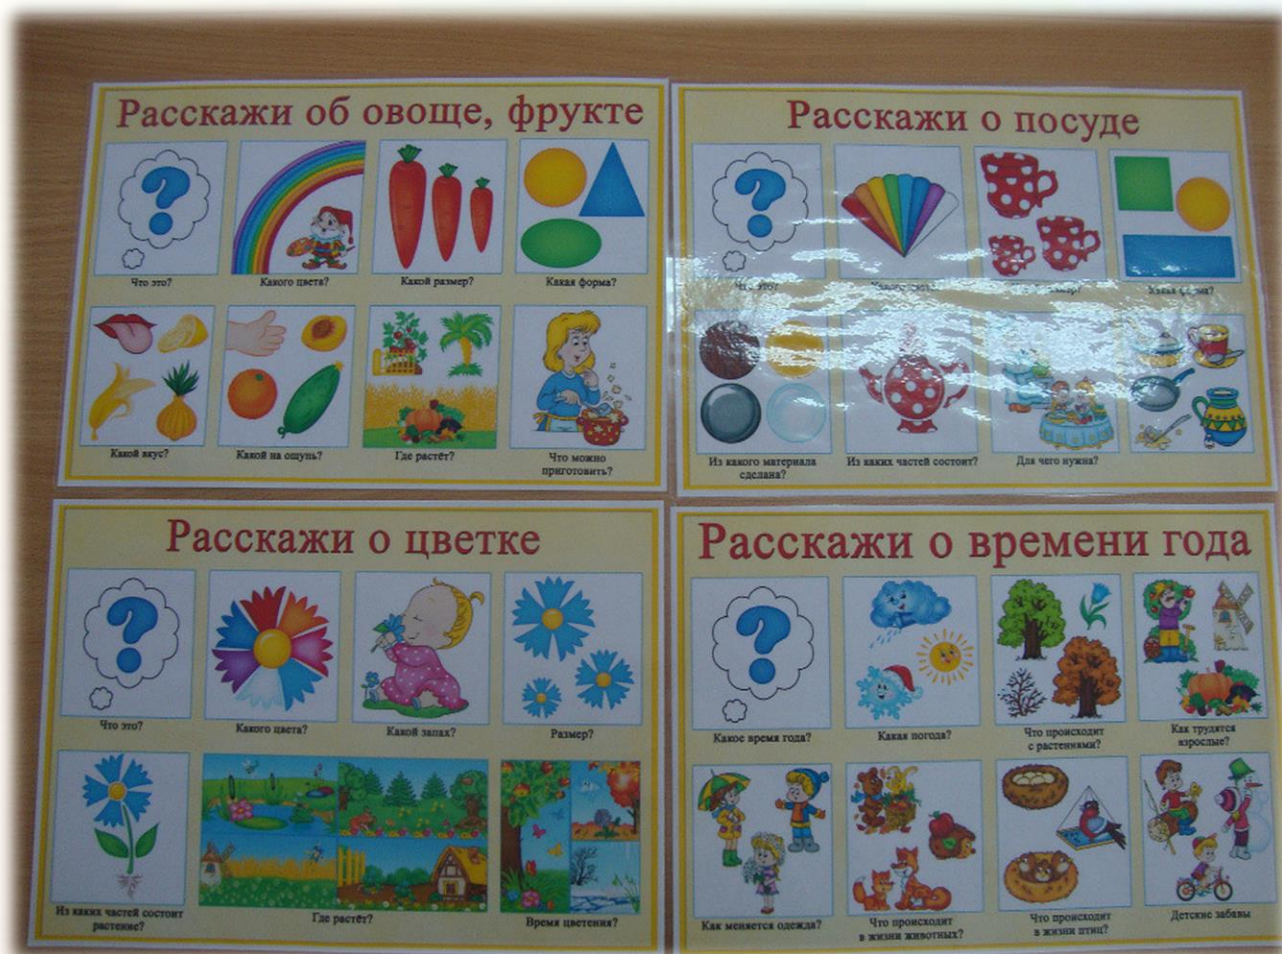 Расскажи об овоще, фрукте
Что это?
Какого цвета?
Какой размер?
Какая форма?
Какой вкус?
Какой на ощупь?
Где растёт?
Что можно
приготовить?
Расскажи о посуде
Что это?
Какая форма?
Из какого материала
сделана?
Из каких частей состоит?
Для чего нужна?
Расскажи о цветке
Что это?
Какого цвета?
Какой запах?
Размер?
Из каких частей состоит
растение?
Где растёт?
Время цветения?
Расскажи о времени года
Какое время года?
Какая погода?
Что происходит
с растениями?
Как трудятся
взрослые?
Как меняется одежда?
Что происходит
в жизни животных?
Что происходит
в жизни птиц?
Детские забавы